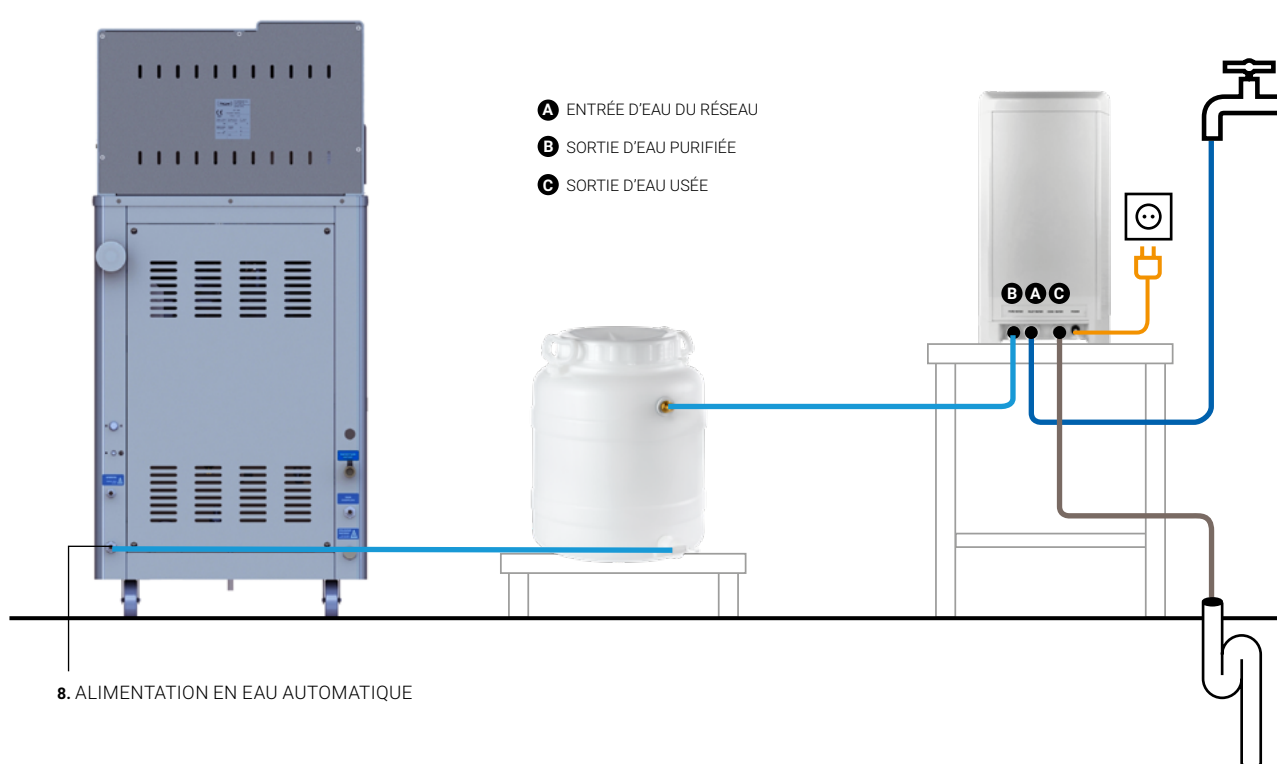 A ENTRÉE D'EAU DU RÉSEAU
B SORTIE D'EAU PURIFIÉE
C SORTIE D'EAU USÉE
B A C
8. ALIMENTATION EN EAU AUTOMATIQUE